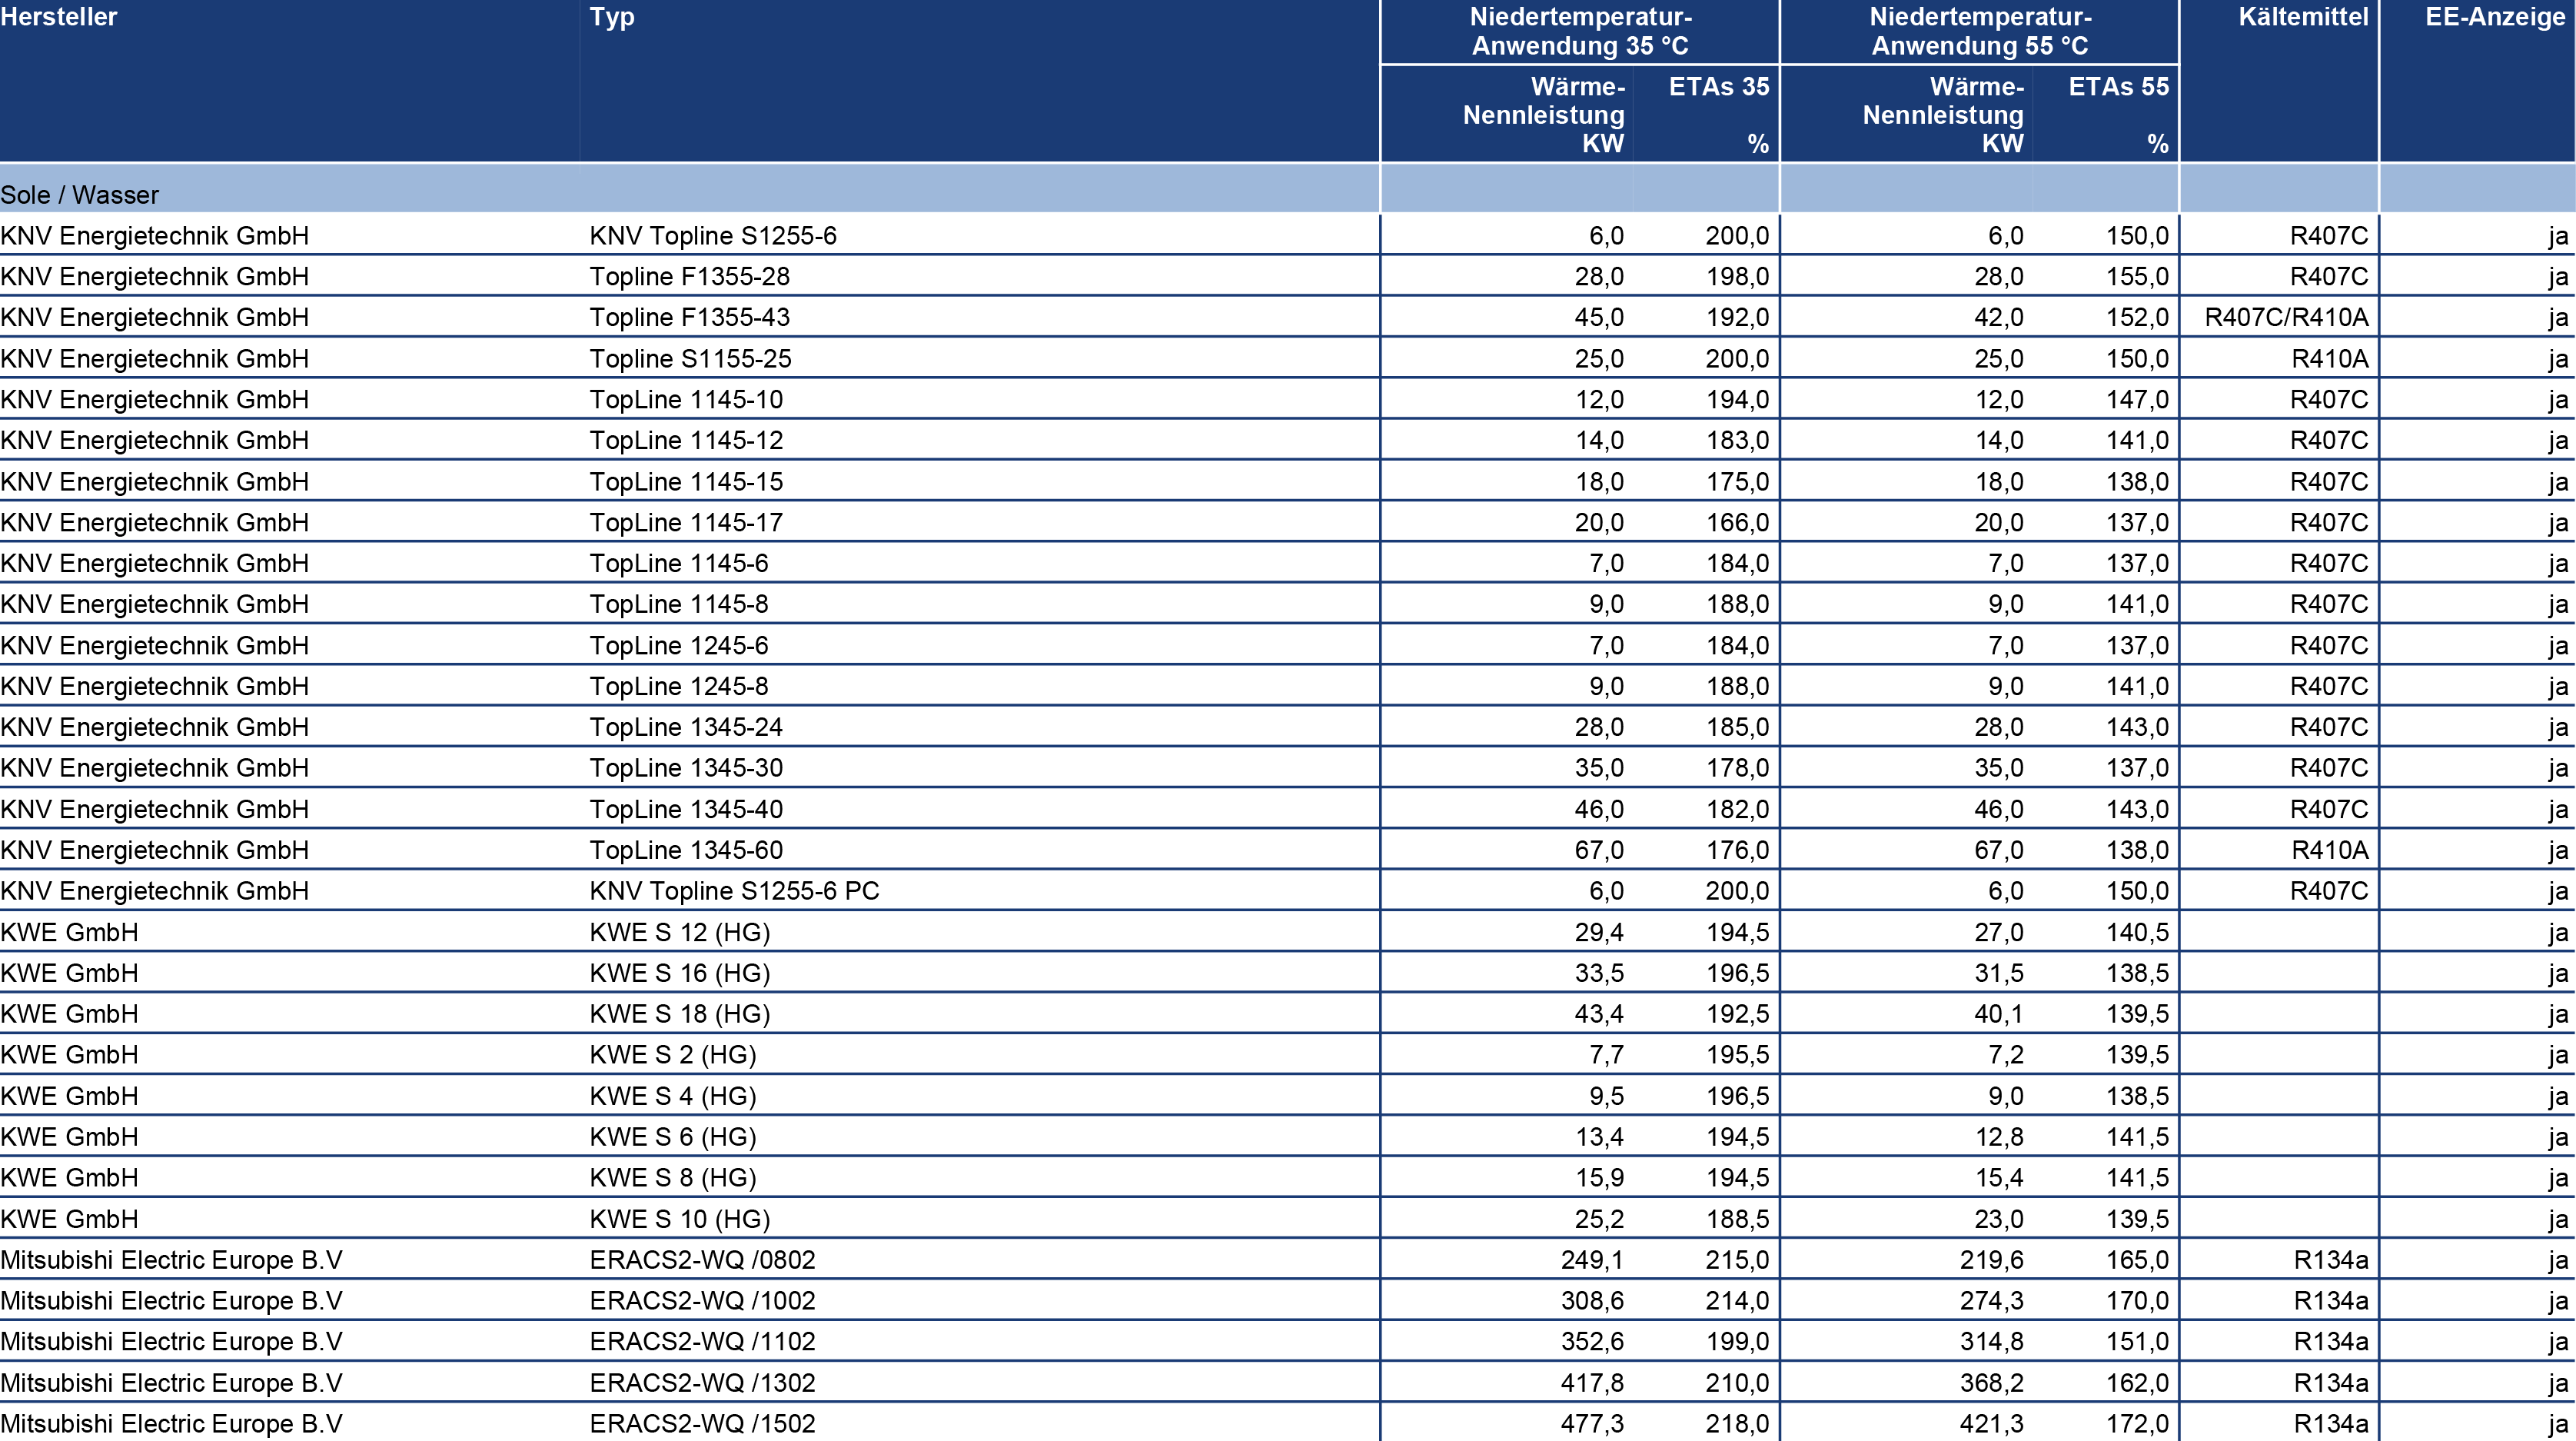 Hersteller Typ Niedertemperatur- Niedertemperatur- Kältemittel EE-Anzeige
Anwendung 35 °C Anwendung 55 °C
Wärme- ETAs 35 Wärme- ETAs 55
Nennleistung Nennleistung
KW % KW %
Sole / Wasser
KNV Energietechnik GmbH KNV Topline S1255-6 6,0 200,0 6,0 150,0 R407C ja
KNV Energietechnik GmbH Topline F1355-28 28,0 198,0 28,0 155,0 R407C ja
KNV Energietechnik GmbH Topline F1355-43 45,0 192,0 42,0 152,0 R407C/R410A ja
KNV Energietechnik GmbH Topline S1155-25 25,0 200,0 25,0 150,0 R410A ja
KNV Energietechnik GmbH TopLine 1145-10 12,0 194,0 12,0 147,0 R407C ja
KNV Energietechnik GmbH TopLine 1145-12 14,0 183,0 14,0 141,0 R407C ja
KNV Energietechnik GmbH TopLine 1145-15 18,0 175,0 18,0 138,0 R407C ja
KNV Energietechnik GmbH TopLine 1145-17 20,0 166,0 20,0 137,0 R407C ja
KNV Energietechnik GmbH TopLine 1145-6 7,0 184,0 7,0 137,0 R407C ja
KNV Energietechnik GmbH TopLine 1145-8 9,0 188,0 9,0 141,0 R407C ja
KNV Energietechnik GmbH TopLine 1245-6 7,0 184,0 7,0 137,0 R407C ja
KNV Energietechnik GmbH TopLine 1245-8 9,0 188,0 9,0 141,0 R407C ja
KNV Energietechnik GmbH TopLine 1345-24 28,0 185,0 28,0 143,0 R407C ja
KNV Energietechnik GmbH TopLine 1345-30 35,0 178,0 35,0 137,0 R407C ja
KNV Energietechnik GmbH TopLine 1345-40 46,0 182,0 46,0 143,0 R407C ja
KNV Energietechnik GmbH TopLine 1345-60 67,0 176,0 67,0 138,0 R410A ja
KNV Energietechnik GmbH KNV Topline S1255-6 PC 6,0 200,0 6,0 150,0 R407C ja
KWE GmbH KWE S 12 (HG) 29,4 194,5 27,0 140,5 ja
KWE GmbH KWE S 16 (HG) 33,5 196,5 31,5 138,5 ja
KWE GmbH KWE S 18 (HG) 43,4 192,5 40,1 139,5 ja
KWE GmbH KWE S 2 (HG) 7,7 195,5 7,2 139,5 ja
KWE GmbH KWE S 4 (HG) 9,5 196,5 9,0 138,5 ja
KWE GmbH KWE S 6 (HG) 13,4 194,5 12,8 141,5 ja
KWE GmbH KWE S 8 (HG) 15,9 194,5 15,4 141,5 ja
KWE GmbH KWE S 10 (HG) 25,2 188,5 23,0 139,5 ja
Mitsubishi Electric Europe B.V ERACS2-WQ /0802 249,1 215,0 219,6 165,0 R134a ja
Mitsubishi Electric Europe B.V ERACS2-WQ /1002 308,6 214,0 274,3 170,0 R134a ja
Mitsubishi Electric Europe B.V ERACS2-WQ /1102 352,6 199,0 314,8 151,0 R134a ja
Mitsubishi Electric Europe B.V ERACS2-WQ /1302 417,8 210,0 368,2 162,0 R134a ja
Mitsubishi Electric Europe B.V ERACS2-WQ /1502 477,3 218,0 421,3 172,0 R134a ja